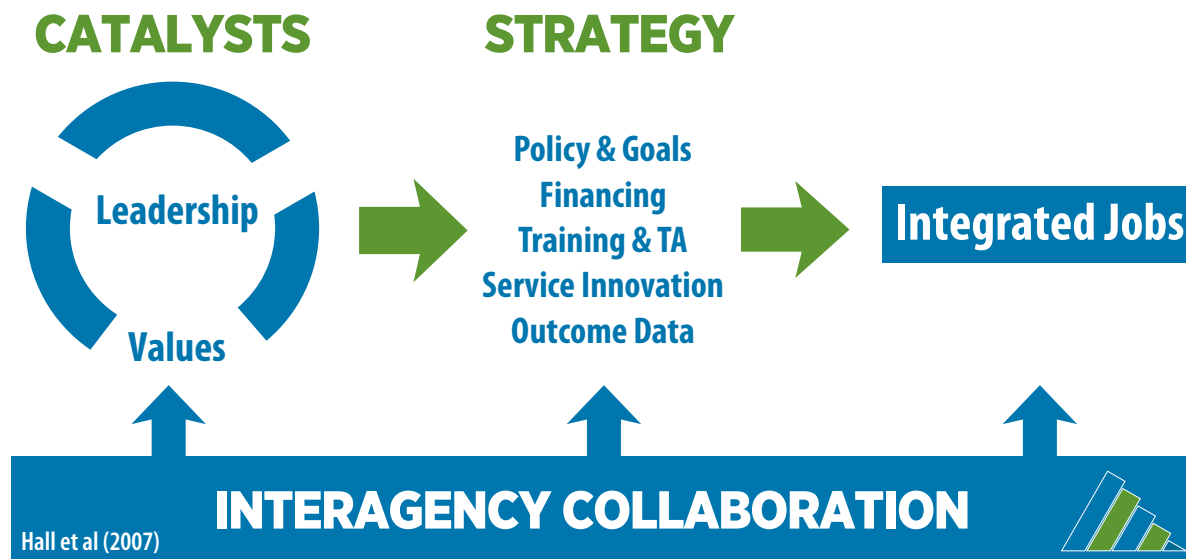 CATALYSTS
Leadership
Values
STRATEGY
Policy & Goals
Financing
Training & TA
Service Innovation
Outcome Data
Integrated Jobs
INTERAGENCY COLLABORATION
Hall et al (2007)